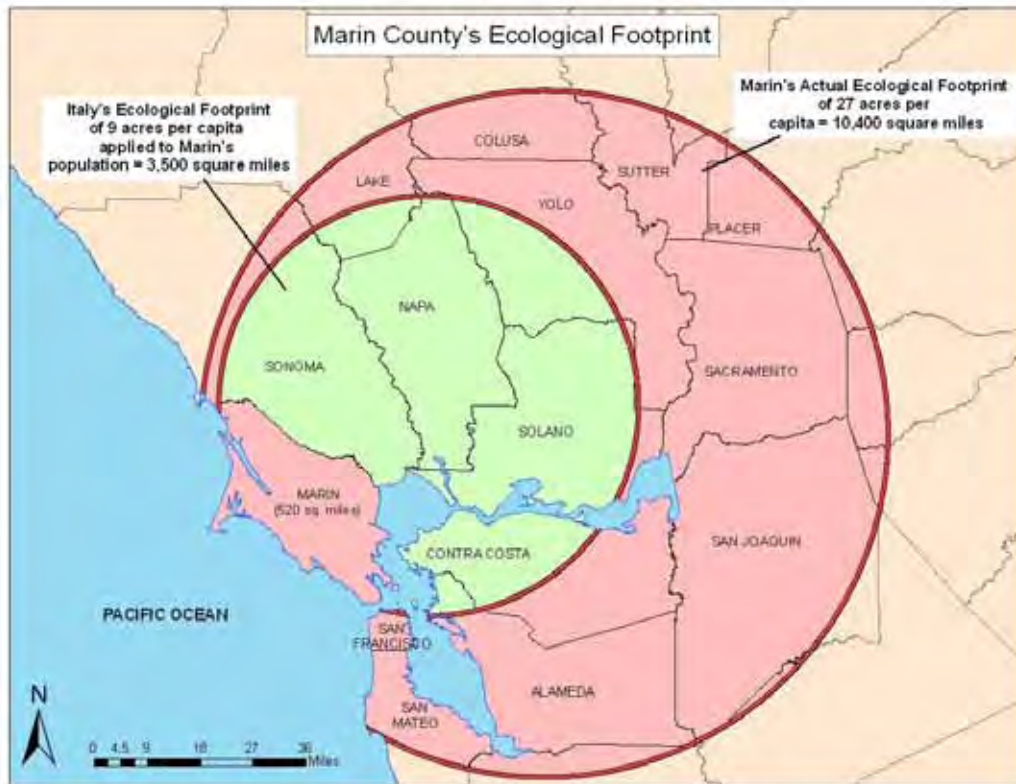 Marin County's Ecological Footprint
Italy's Ecological Footprint
of 9 acres per capita
applied to Marin's
population = 3,500 square miles
Marin's Actual Ecological Footprint
of 27 acres per
capita = 10,400 square miles
COLUSA
LAKE
SUTTER
YOLO
PLACER
NAPA
SONOMA
SACRAMENTO
SOLANO
MARIN
(520 sq. miles)
SAN JOAQUIN
CONTRA COSTA
PACIFIC OCEAN
SAN
FRANCISCO
ALAMEDA
SAN
MATEO
N
0 4.5 9 18 27 36
Miles